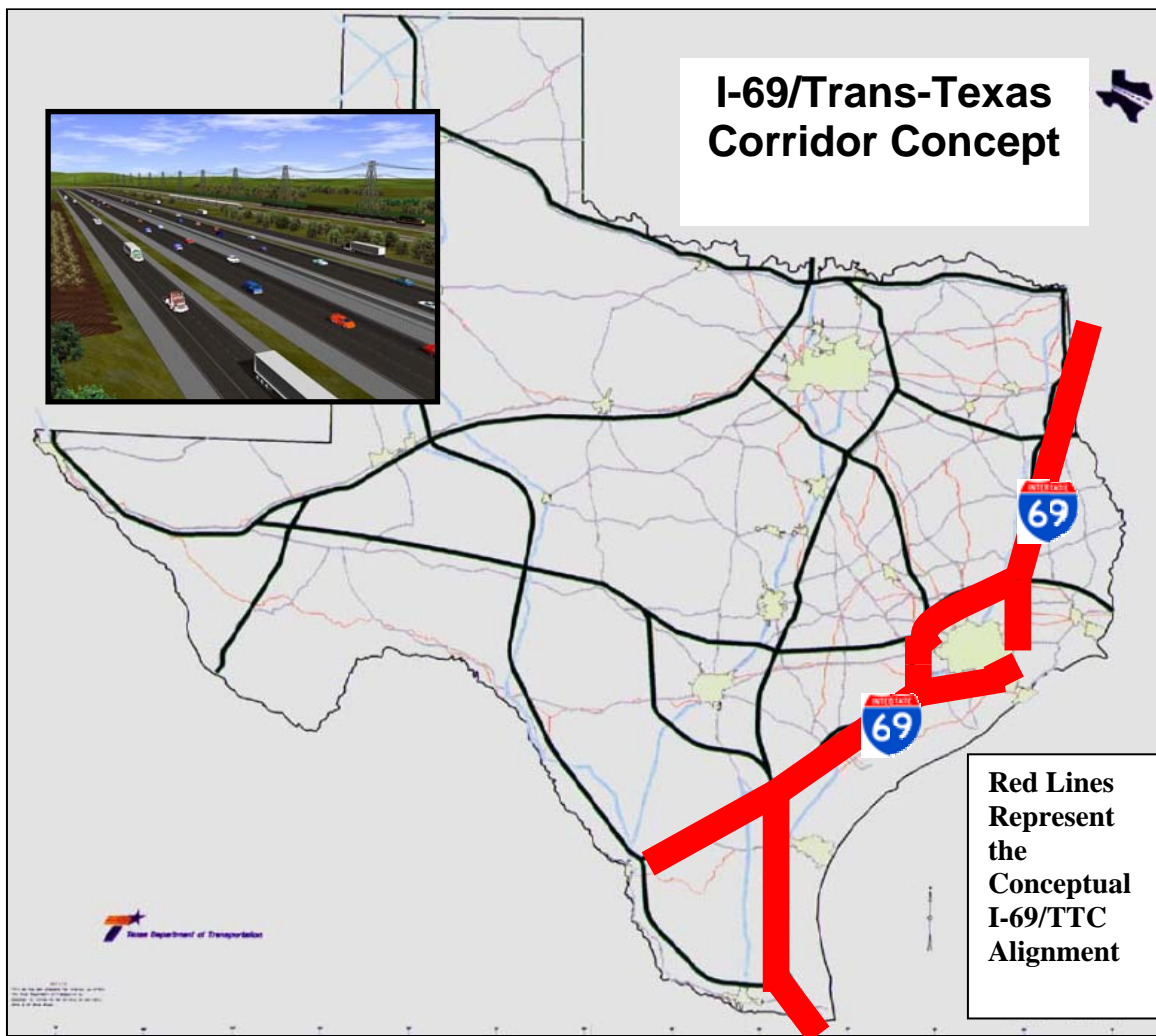 I-69/Trans-Texas
Corridor Concept
INTERSTATE
69
INTERSTATE
69
Red Lines
Represent
the
Conceptual
I-69/TTC
Alignment
Texas Department of Transportation